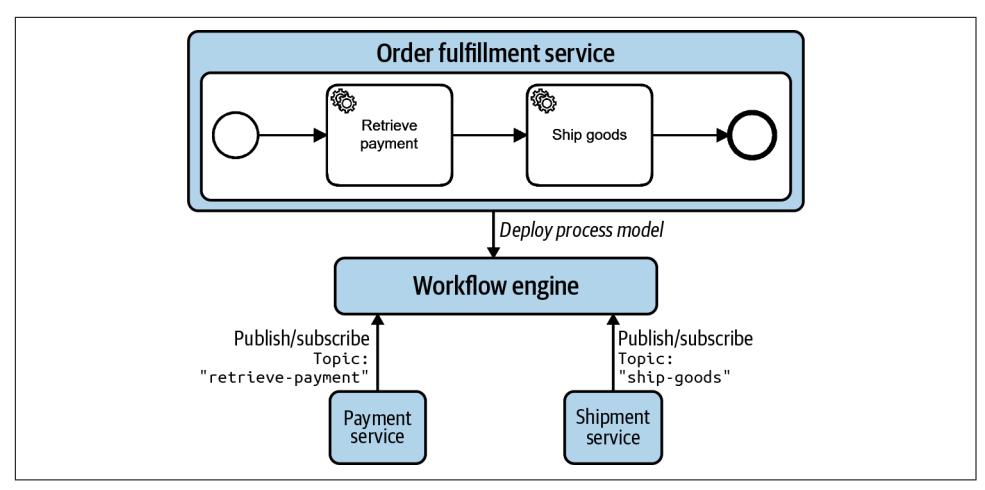 Order fulfillment service
Retrieve
payment
Ship goods
Deploy process model
Workflow engine
Publish/subscribe
Topic:
"retrieve-payment"
Publish/subscribe
Topic:
"ship-goods"
Payment
service
Shipment
service